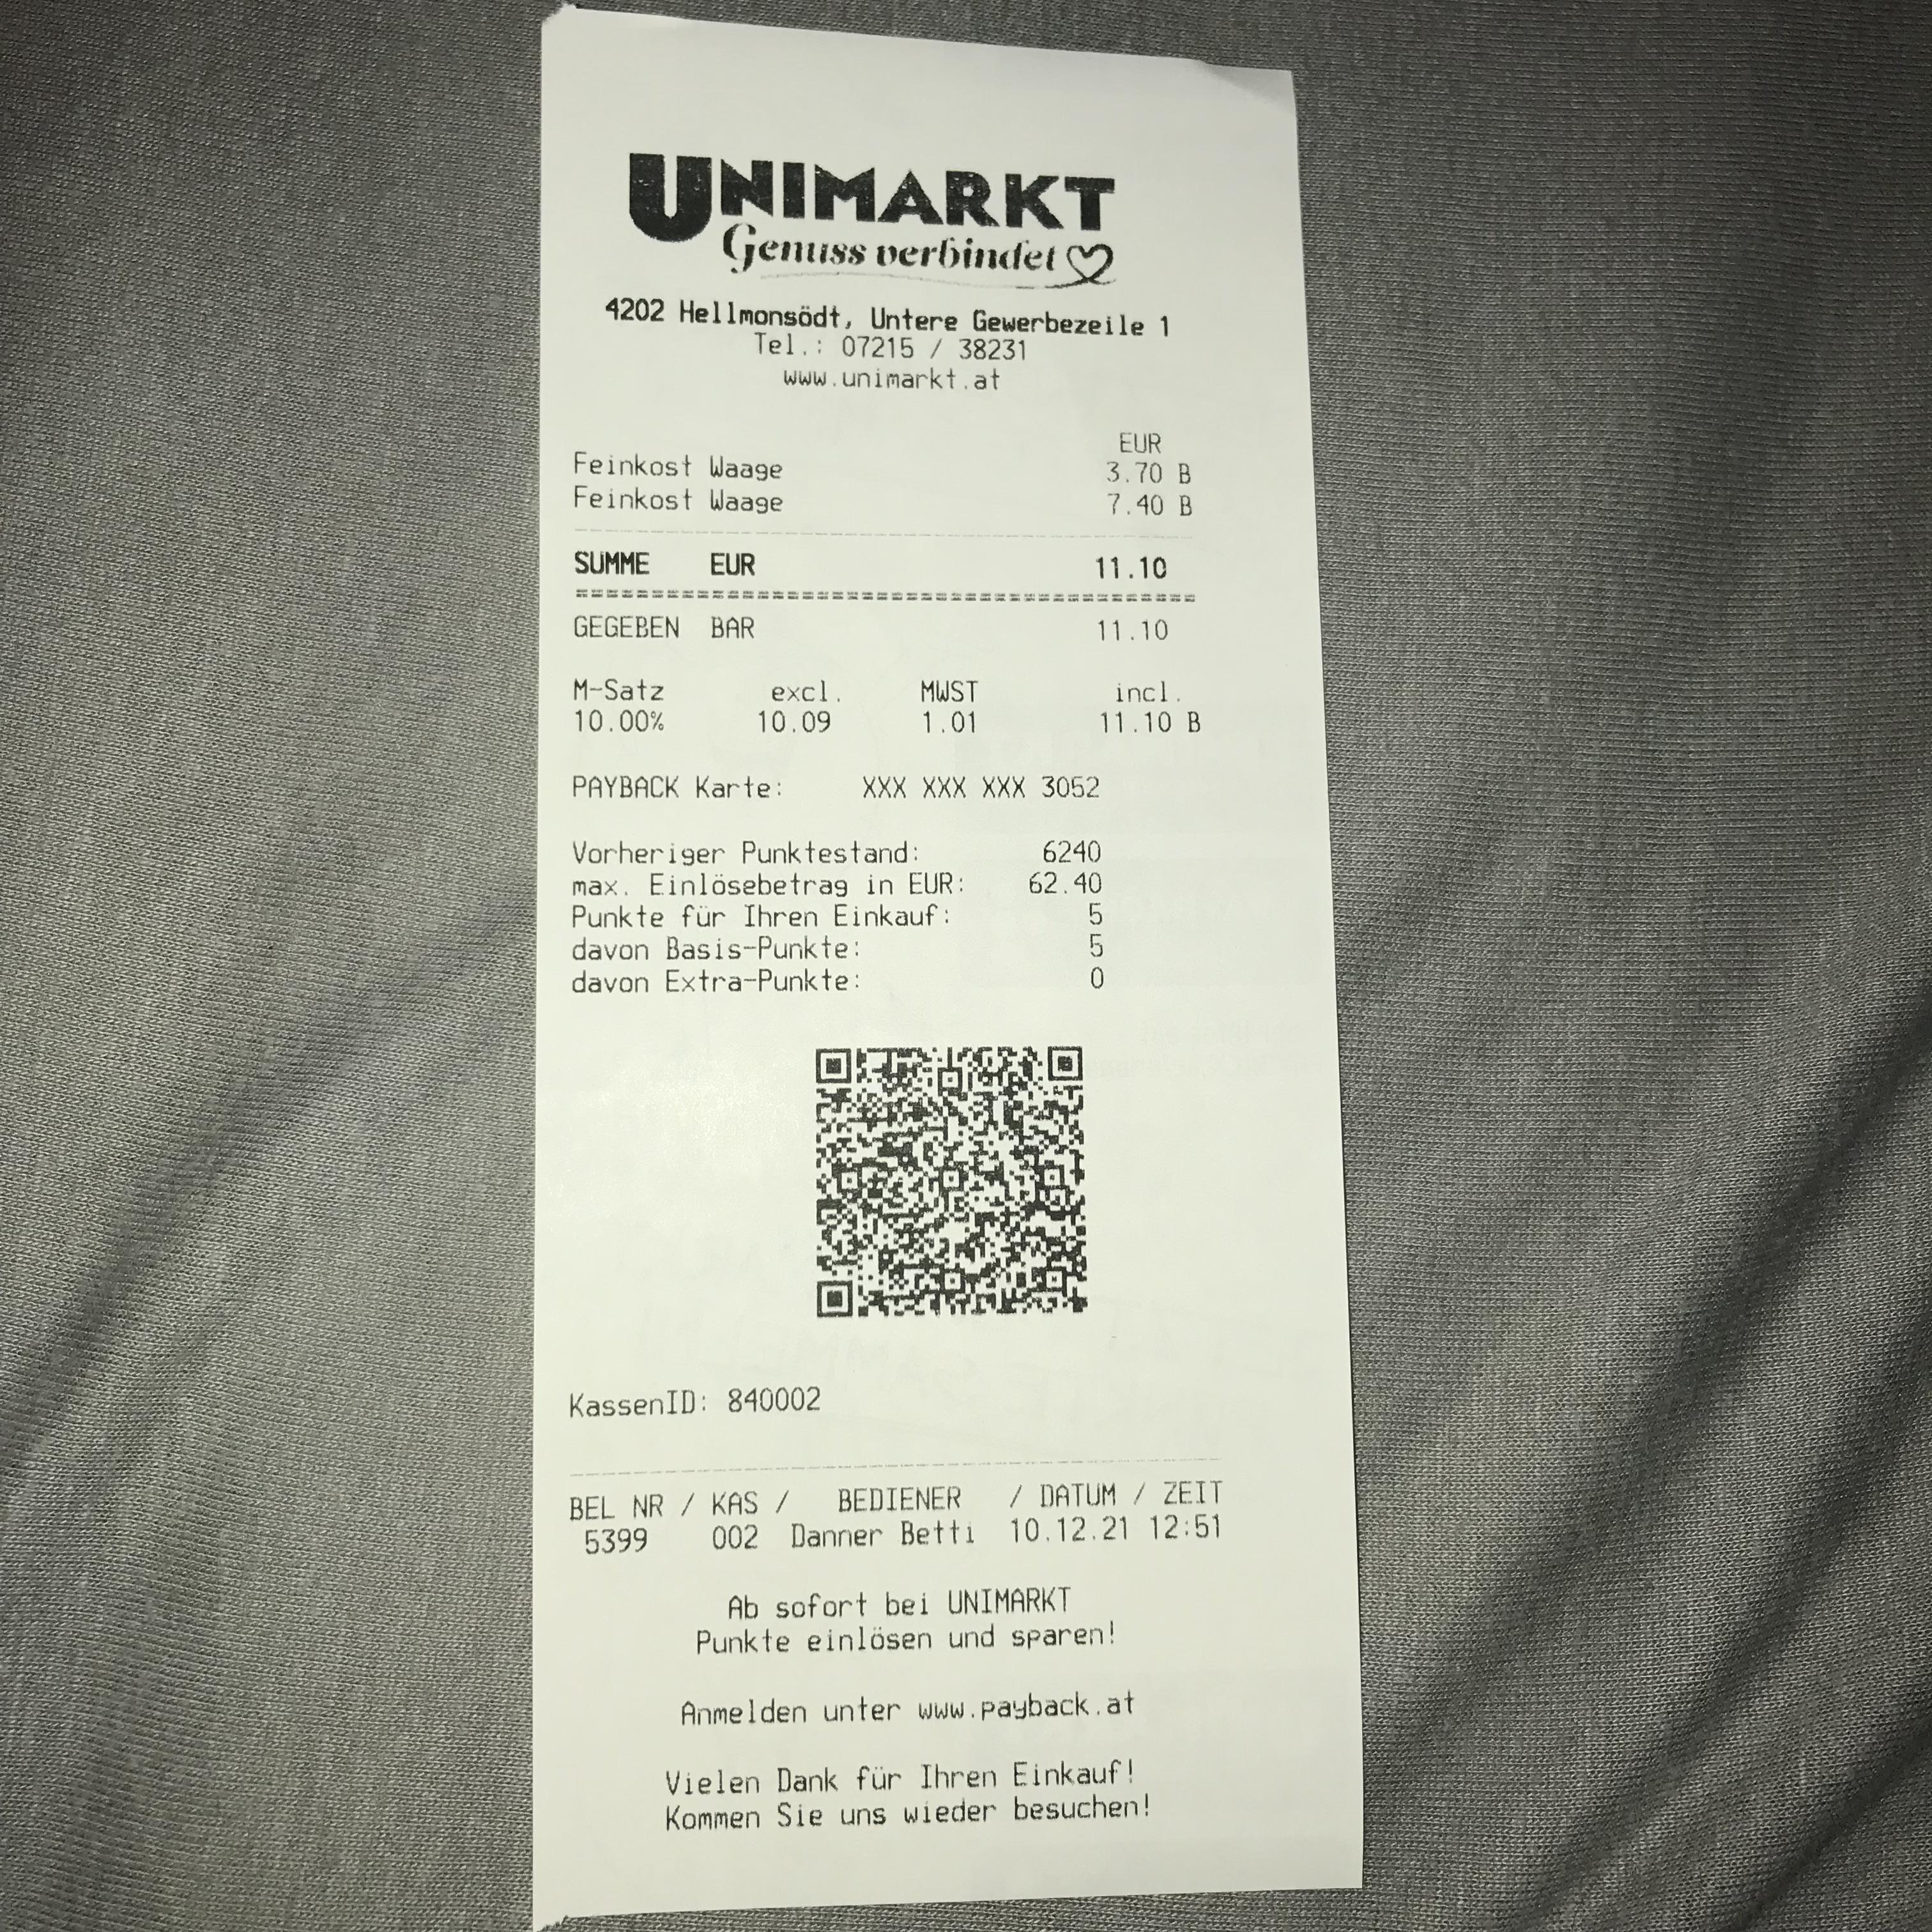 UNIMARKT
Genuss verbindet
4202 Hellmonsödt, Untere Gewerbezeile 1
Tel.: 07215 / 38231
www.unimarkt.at
EUR
Feinkost Waage 3.70 B
Feinkost Waage 7.40 B
SUMME EUR 11.10
GEGEBEN BAR 11.10
M-Satz excl. MWST incl.
10.00% 10.09 1.01 11.10 B
PAYBACK Karte: XXX XXX XXX 3052
Vorheriger Punktestand: 6240
max. Einlösebetrag in EUR: 62.40
Punkte für Ihren Einkauf: 5
davon Basis-Punkte: 5
davon Extra-Punkte: 0
KassenID: 840002
BEL NR / KAS / BEDIENER / DATUM / ZEIT
5399 002 Danner Betti 10.12.21 12:51
Ab sofort bei UNIMARKT
Punkte einlösen und sparen!
Anmelden unter www.payback.at
Vielen Dank für Ihren Einkauf!
Kommen Sie uns wieder besuchen!